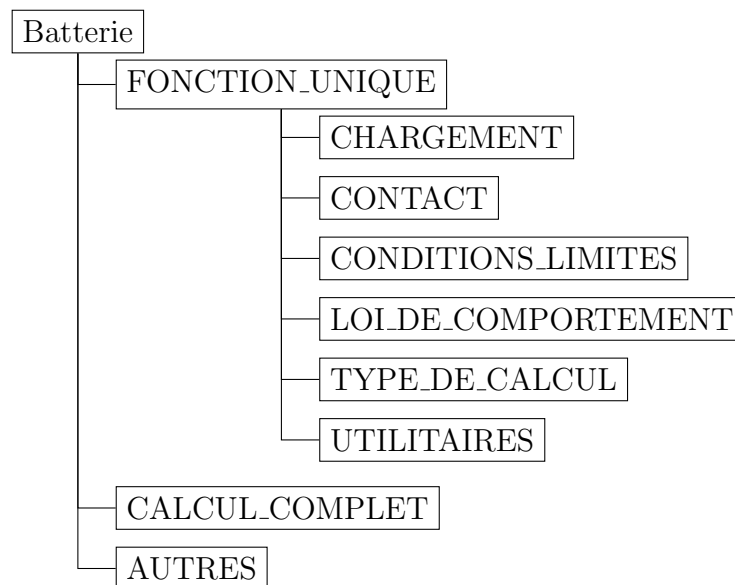 Batterie
FONCTION_UNIQUE
CHARGEMENT
CONTACT
CONDITIONS_LIMITES
LOI_DE_COMPORTEMENT
TYPE_DE_CALCUL
UTILITAIRES
CALCUL_COMPLET
AUTRES